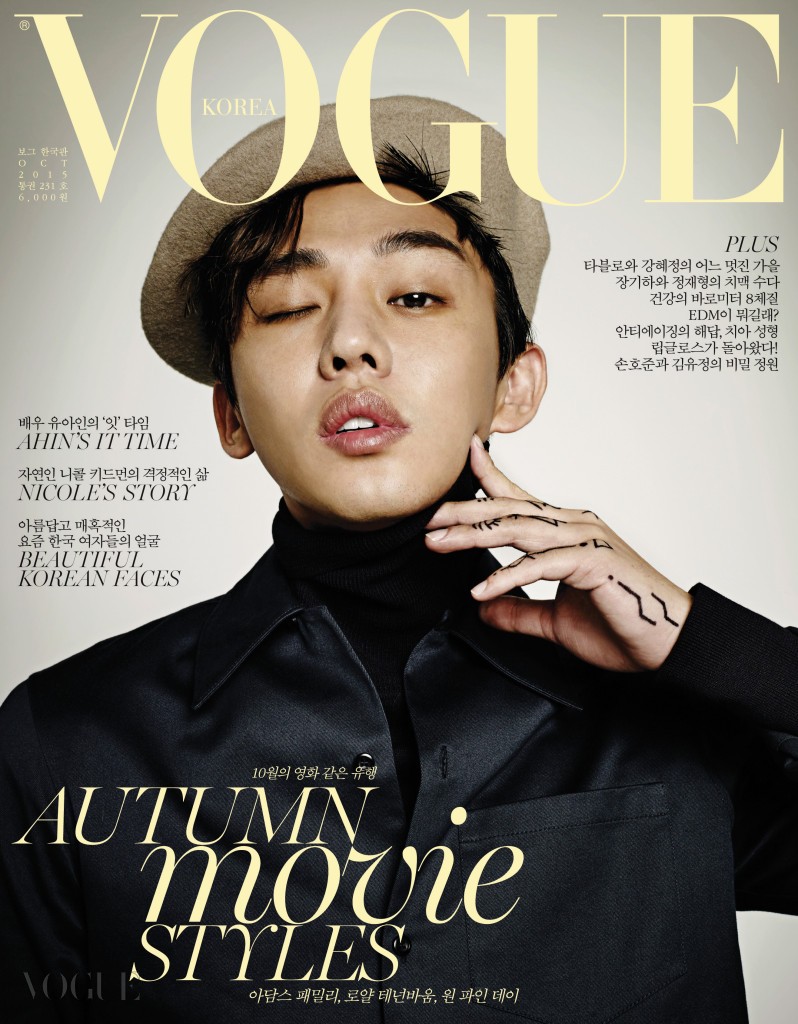 VOGUE
KOREA
®
보그 한국판
OCT
2015
통권 231 호
6,000원
PLUS
타블로와 강혜정의 어느 멋진 가을
장기하와 정재형의 치맥 수다
건강의 바로미터 8체질
EDM이 뭐길래?
안티에이징의 해답, 치아 성형
립글로스가 돌아왔다!
손호준과 김유정의 비밀 정원
배우 유아인의 ‘잇’ 타임
AHIN'S IT TIME
자연인 니콜 키드먼의 격정적인 삶
NICOLE'S STORY
아름답고 매혹적인
요즘 한국 여자들의 얼굴
BEAUTIFUL
KOREAN FACES
10월의 영화 같은 유행
AUTUMN
movie
STYLES
아담스 패밀리, 로얄 테넌바움, 원 파인 데이
VOGUE